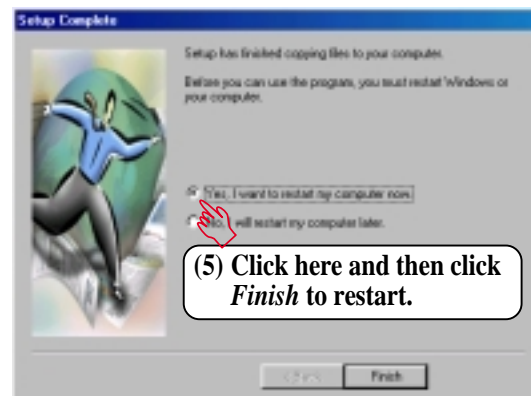 Setup Complete
Setup has finished copying files to your computer.
Before you can use the program, you must restart Windows or
your computer.
Yes, I want to restart my computer now.
No, I will restart my computer later.
(5) Click here and then click
Finish to restart.
< Back Finish